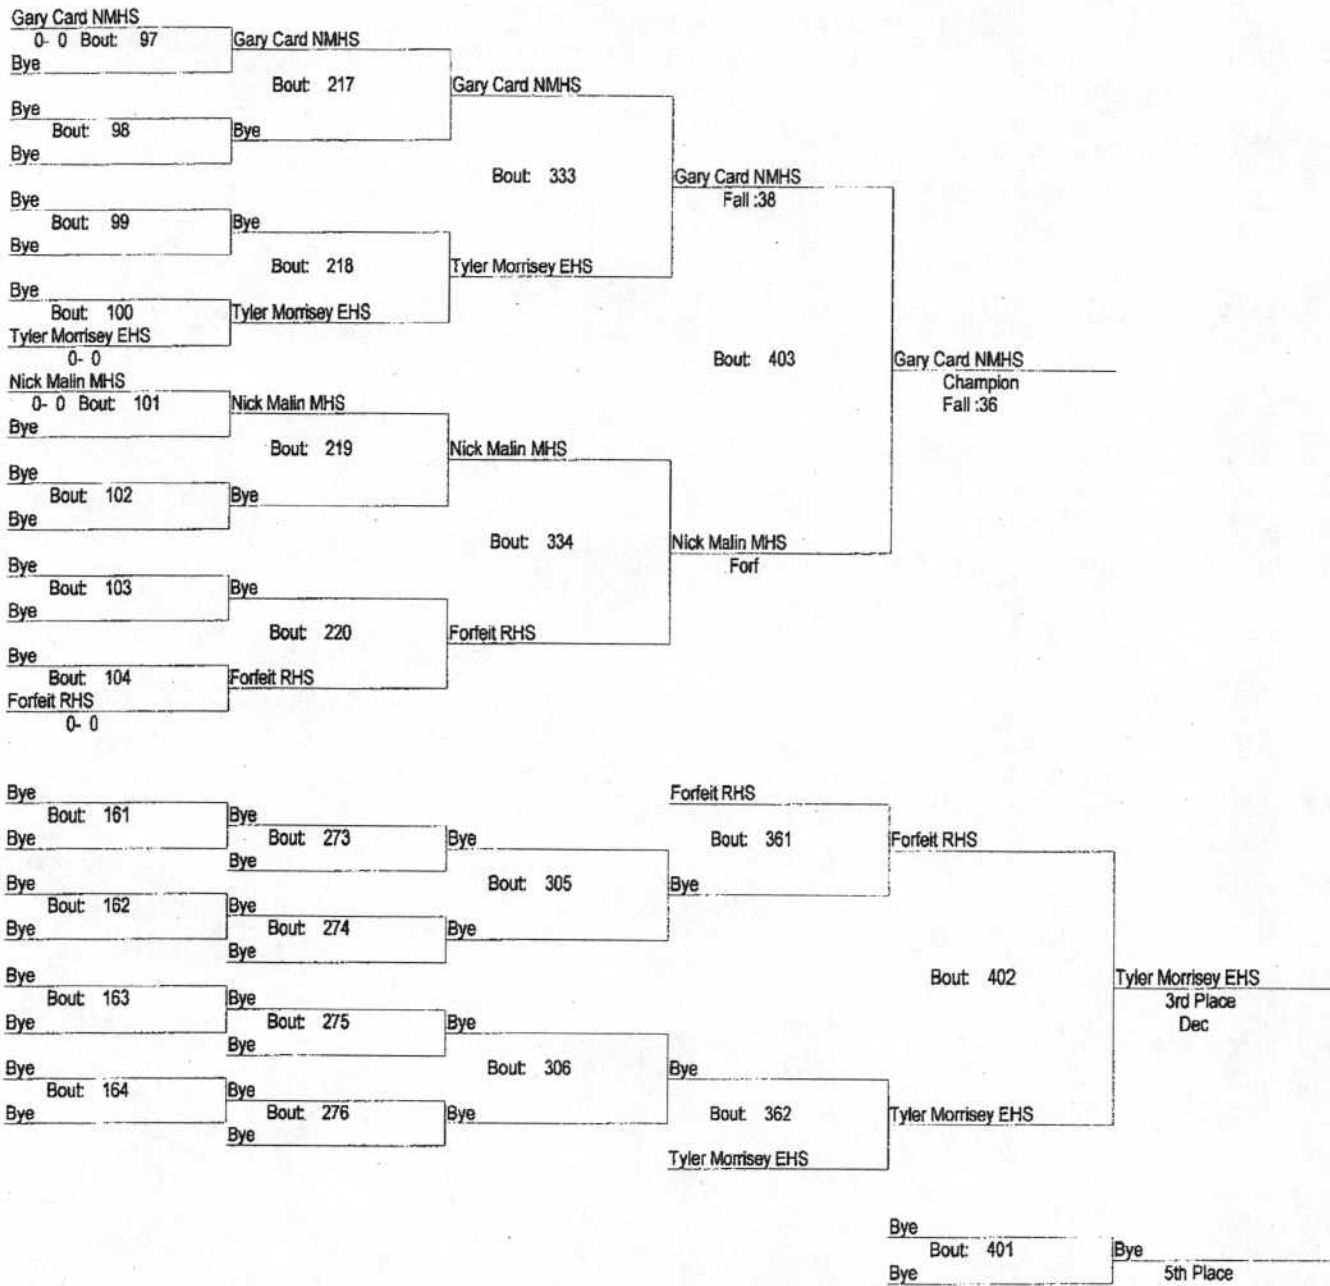 Gary Card NMHS
0- 0 Bout: 97
Bye
Gary Card NMHS
Bout: 217
Gary Card NMHS
Bye
Bout: 98
Bye
Bye
Bout: 333
Gary Card NMHS
Fall :38
Bye
Bout: 99
Bye
Bye
Bout: 218
Tyler Morrisey EHS
Bye
Bout: 100
Tyler Morrisey EHS
Tyler Morrisey EHS
0- 0
Bout: 403
Gary Card NMHS
Champion
Fall :36
Nick Malin MHS
0- 0 Bout: 101
Bye
Nick Malin MHS
Bout: 219
Nick Malin MHS
Bye
Bout: 102
Bye
Bye
Bout: 334
Nick Malin MHS
Forf
Bye
Bout: 103
Bye
Bye
Bout: 220
Forfeit RHS
Bye
Bout: 104
Forfeit RHS
Forfeit RHS
0- 0
Bye
Bout: 161
Bye
Bye
Bout: 273
Bye
Bye
Bout: 305
Bye
Forfeit RHS
Bout: 361
Forfeit RHS
Bye
Bout: 162
Bye
Bye
Bout: 274
Bye
Bye
Bout: 402
Tyler Morrisey EHS
3rd Place
Dec
Bye
Bout: 163
Bye
Bye
Bout: 275
Bye
Bye
Bout: 306
Bye
Bout: 362
Tyler Morrisey EHS
Tyler Morrisey EHS
Bye
Bout: 164
Bye
Bye
Bout: 276
Bye
Bye
Bye
Bout: 401
Bye
Bye
5th Place